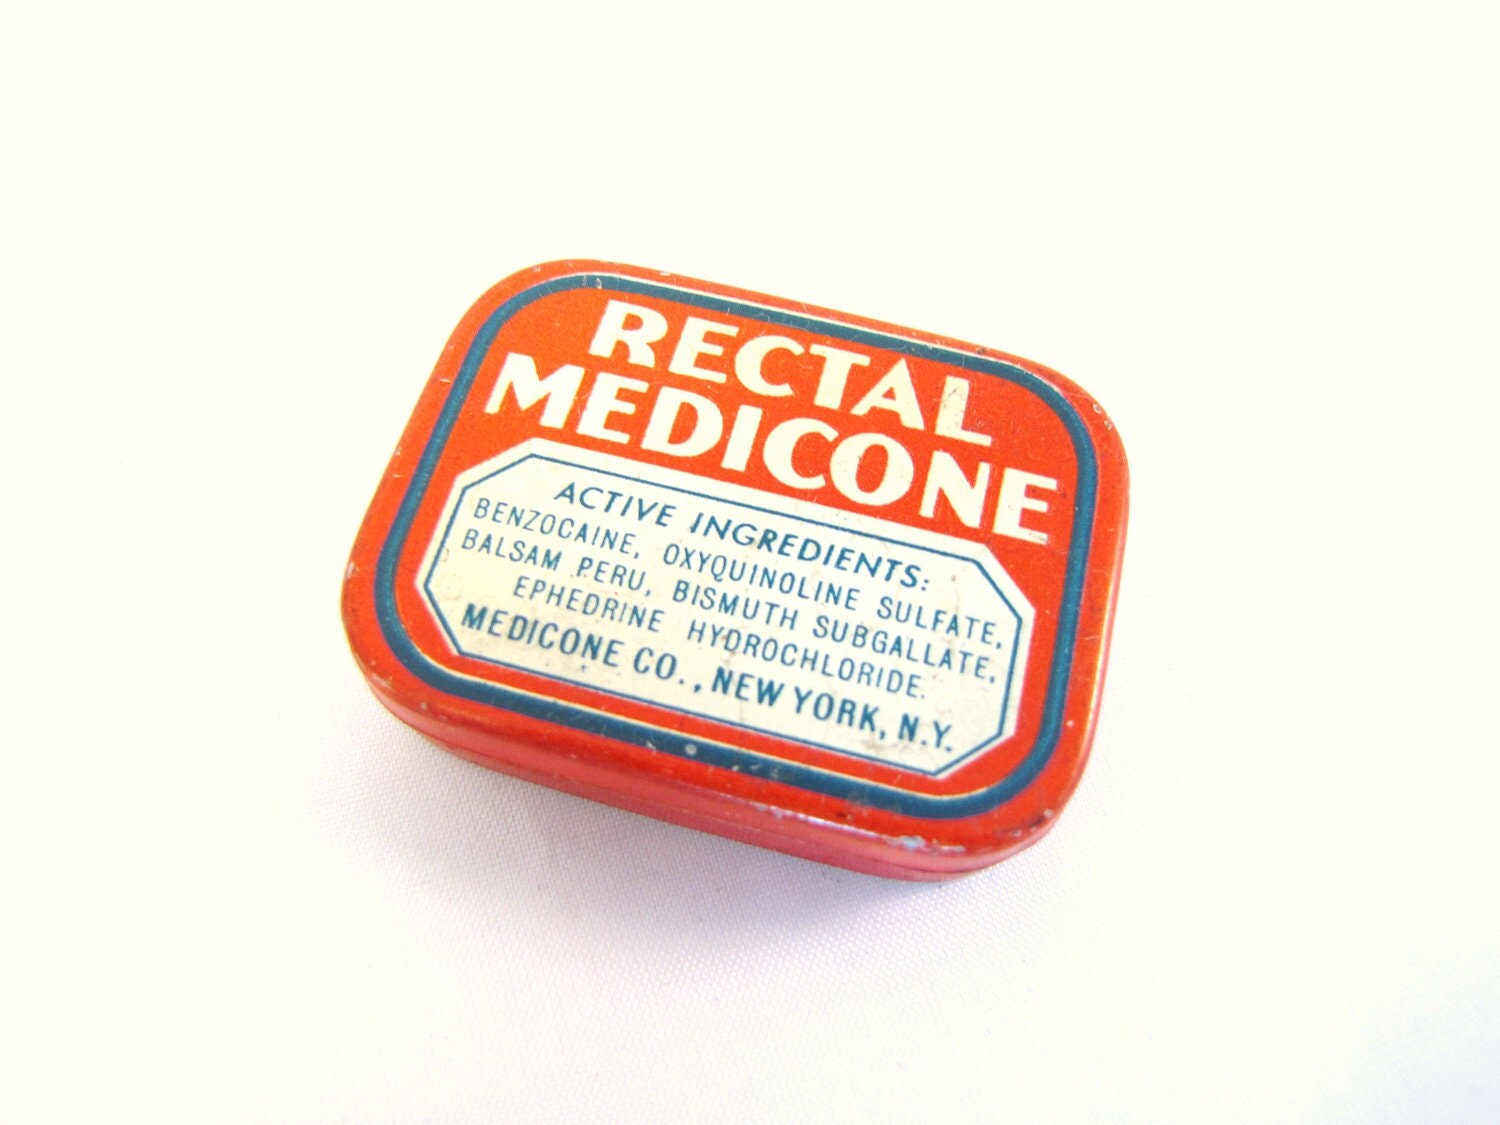 RECTAL
MEDICONE
ACTIVE INGREDIENTS:
BENZOCAINE, OXYQUINOLINE SULFATE,
BALSAM PERU, BISMUTH SUBGALLATE,
EPHEDRINE HYDROCHLORIDE.
MEDICONE CO., NEW YORK, N.Y.